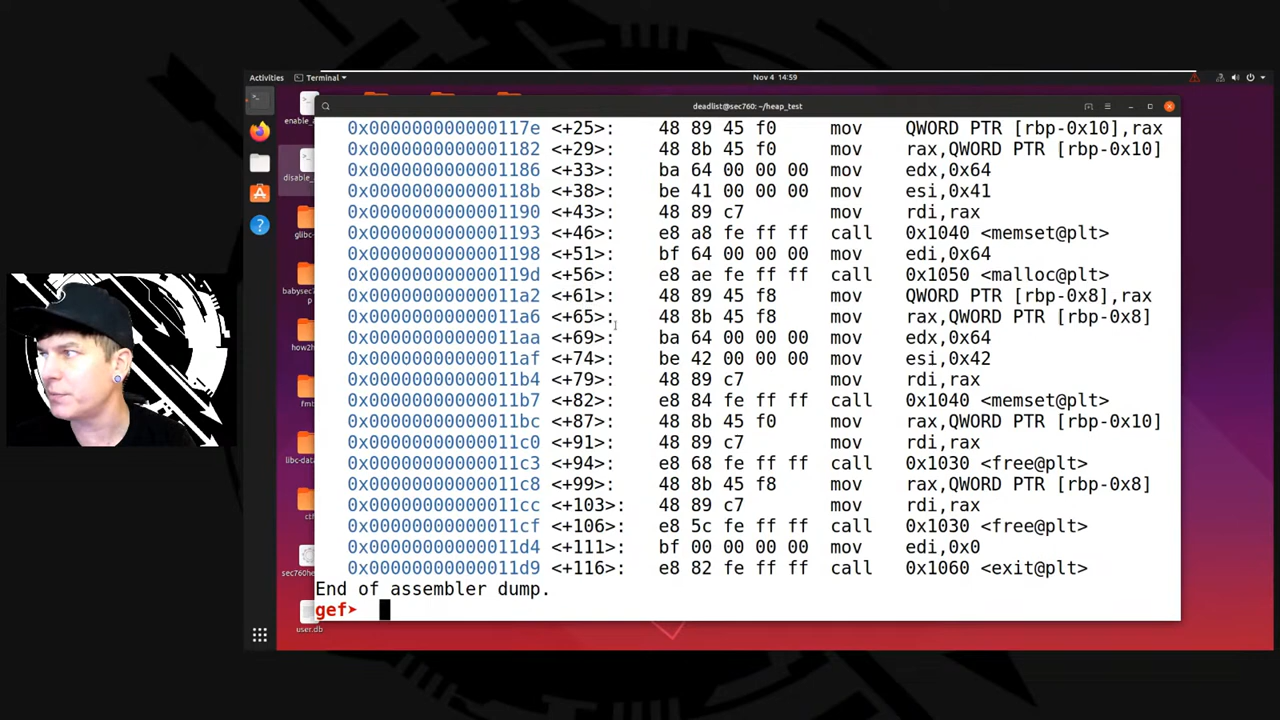 Activities
Terminal
Nov 4 14:59
deadlist@sec760: ~/heap_test
0x000000000000117e <+25>: 48 89 45 f0 mov QWORD PTR [rbp-0x10],rax
0x0000000000001182 <+29>: 48 8b 45 f0 mov rax,QWORD PTR [rbp-0x10]
0x0000000000001186 <+33>: ba 64 00 00 00 mov edx,0x64
0x000000000000118b <+38>: be 41 00 00 00 mov esi,0x41
0x0000000000001190 <+43>: 48 89 c7 mov rdi,rax
0x0000000000001193 <+46>: e8 a8 fe ff ff call 0x1040 <memset@plt>
0x0000000000001198 <+51>: bf 64 00 00 00 mov edi,0x64
0x000000000000119d <+56>: e8 ae fe ff ff call 0x1050 <malloc@plt>
0x00000000000011a2 <+61>: 48 89 45 f8 mov QWORD PTR [rbp-0x8],rax
0x00000000000011a6 <+65>: 48 8b 45 f8 mov rax,QWORD PTR [rbp-0x8]
0x00000000000011aa <+69>: ba 64 00 00 00 mov edx,0x64
0x00000000000011af <+74>: be 42 00 00 00 mov esi,0x42
0x00000000000011b4 <+79>: 48 89 c7 mov rdi,rax
0x00000000000011b7 <+82>: e8 84 fe ff ff call 0x1040 <memset@plt>
0x00000000000011bc <+87>: 48 8b 45 f0 mov rax,QWORD PTR [rbp-0x10]
0x00000000000011c0 <+91>: 48 89 c7 mov rdi,rax
0x00000000000011c3 <+94>: e8 68 fe ff ff call 0x1030 <free@plt>
0x00000000000011c8 <+99>: 48 8b 45 f8 mov rax,QWORD PTR [rbp-0x8]
0x00000000000011cc <+103>: 48 89 c7 mov rdi,rax
0x00000000000011cf <+106>: e8 5c fe ff ff call 0x1030 <free@plt>
0x00000000000011d4 <+111>: bf 00 00 00 00 mov edi,0x0
0x00000000000011d9 <+116>: e8 82 fe ff ff call 0x1060 <exit@plt>
End of assembler dump.
gef➤
enable_
disable_
glibc-
babysec7
p
how2h
fmt
libc-data
sec760he
user.db